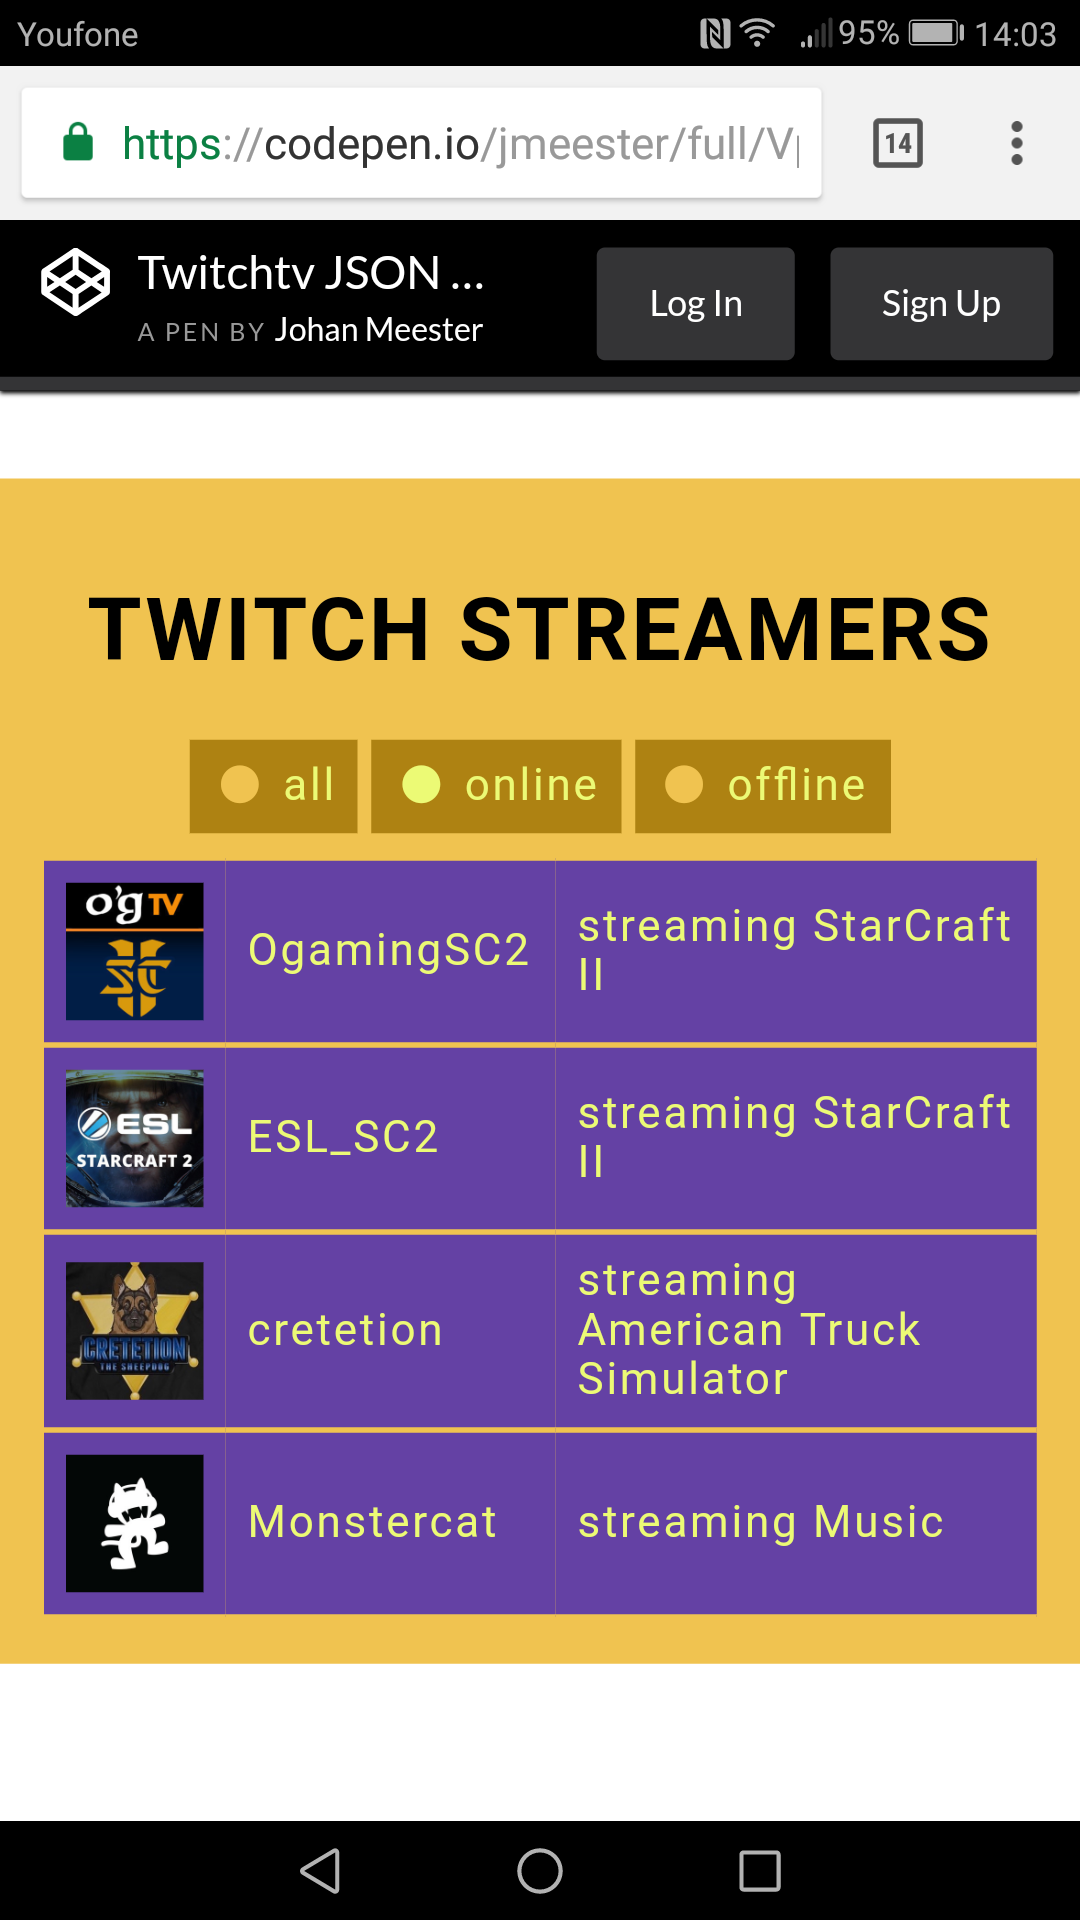 Youfone 95% 14:03
https://codepen.io/jmeester/full/V
14
Twitchtv JSON ...
A PEN BY Johan Meester
Log In
Sign Up
TWITCH STREAMERS
all online offline
o'g TV
SC
OgamingSC2
streaming StarCraft
II
ESL
STARCRAFT 2
ESL_SC2
streaming StarCraft
II
CRETETION
THE SHEEPDOG
cretetion
streaming
American Truck
Simulator
Monstercat
streaming Music